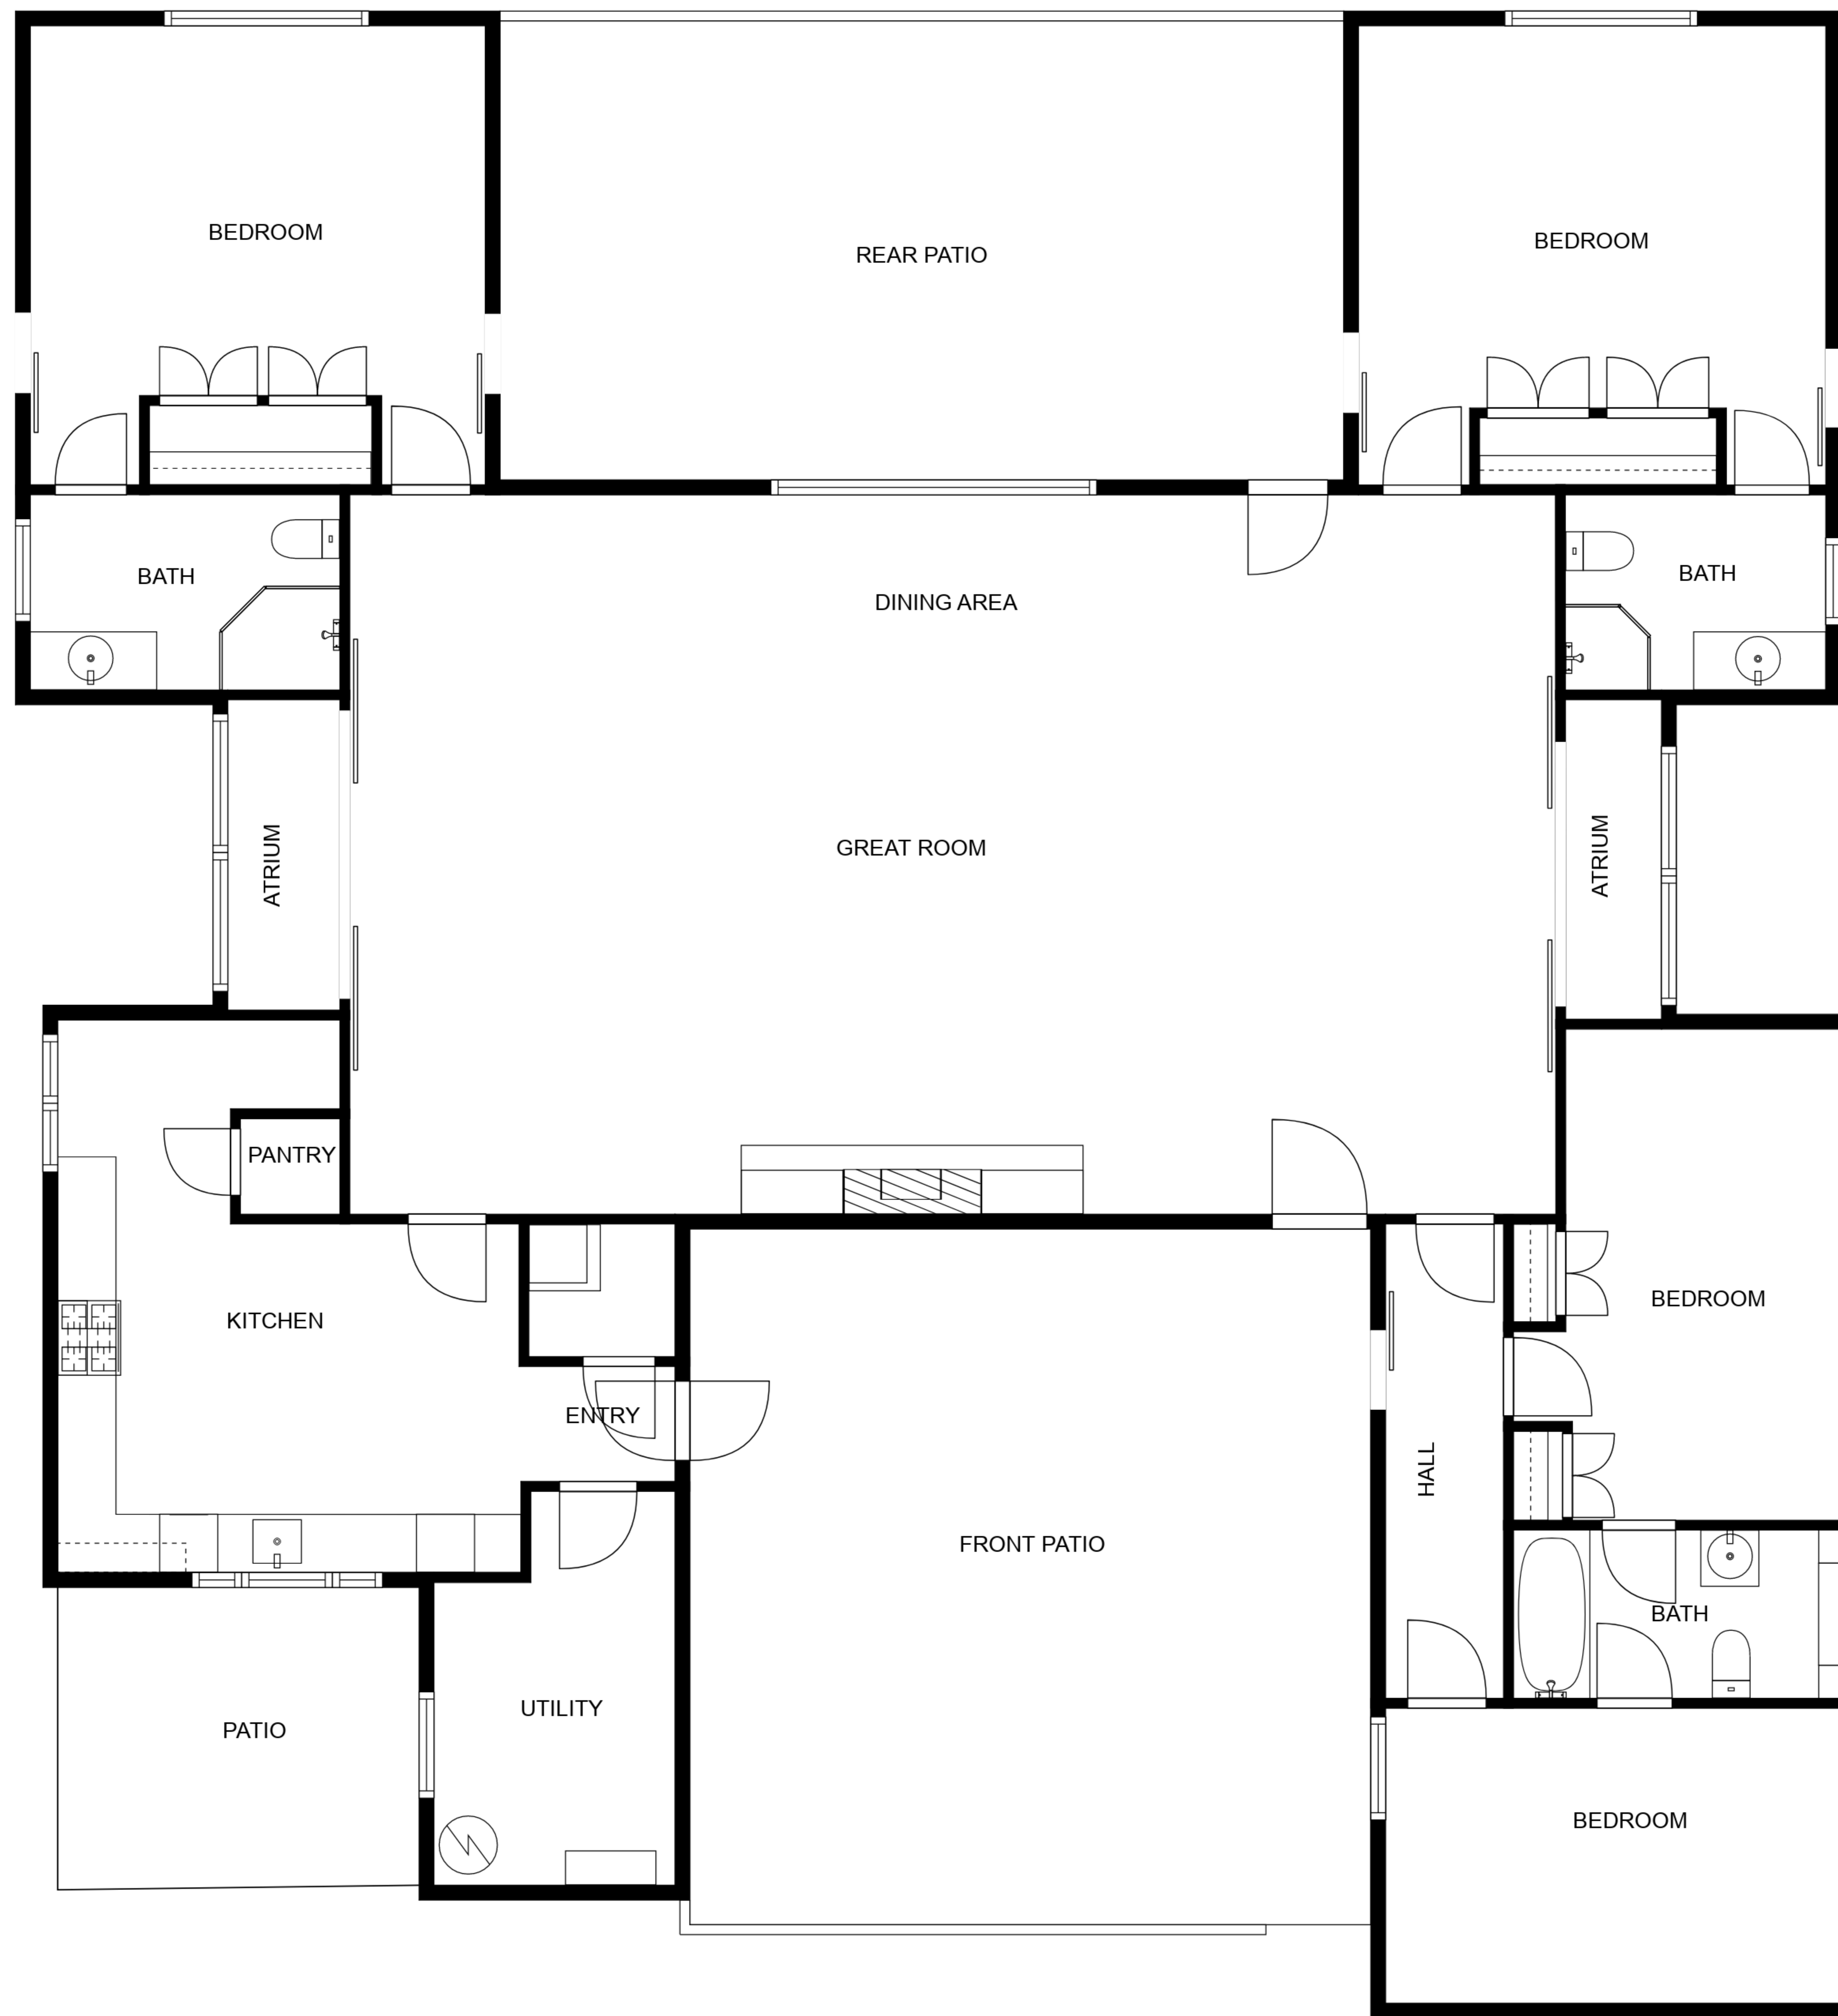 BEDROOM
BEDROOM
REAR PATIO
BATH
BATH
DINING AREA
GREAT ROOM
ATRIUM
ATRIUM
PANTRY
BEDROOM
KITCHEN
ENTRY
HALL
FRONT PATIO
BATH
UTILITY
PATIO
BEDROOM